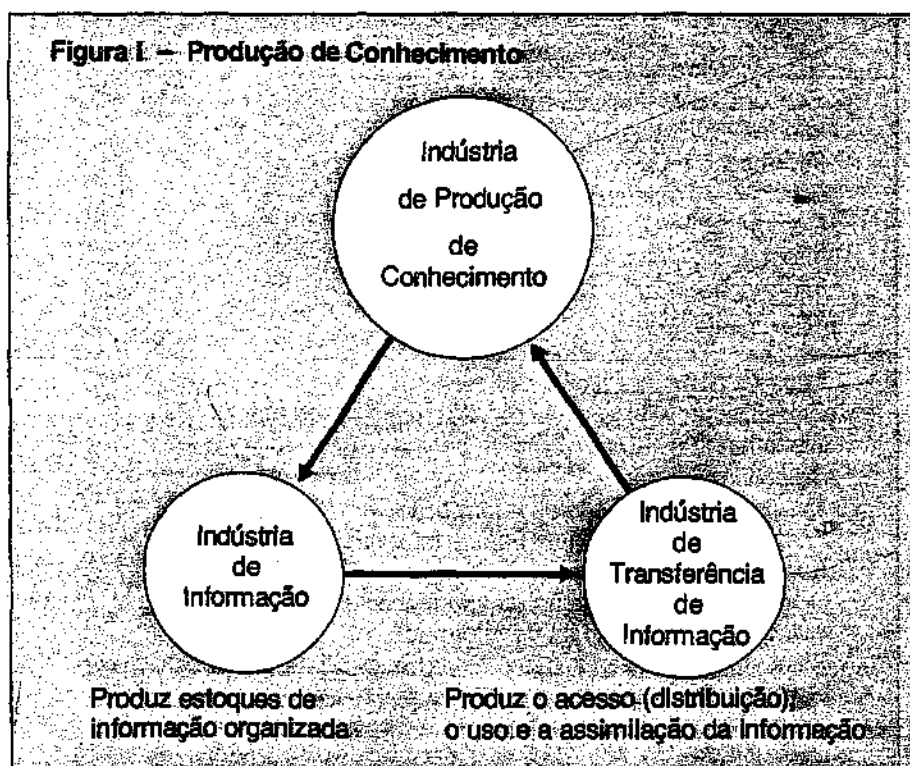 Figura I. — Produção de Conhecimento
Indústria
de Produção
de
Conhecimento
Indústria
de
Informação
Indústria
de
Transferência
de
Informação
Produz estoques de
informação organizada
Produz o acesso (distribuição),
o uso e a assimilação da informação